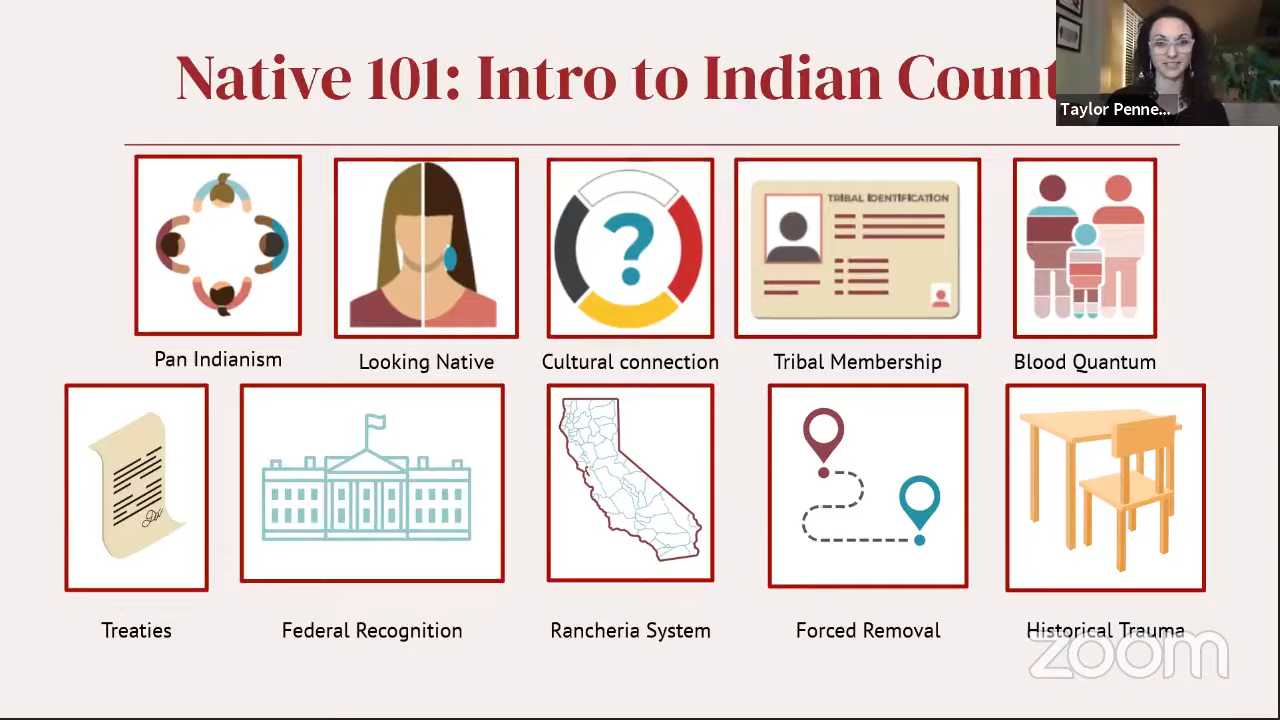 Native 101: Intro to Indian Count
Taylor Penne...
TRIBAL IDENTIFICATION
Pan Indianism
Looking Native
Cultural connection
Tribal Membership
Blood Quantum
Treaties
Federal Recognition
Rancheria System
Forced Removal
Historical Trauma
zoom